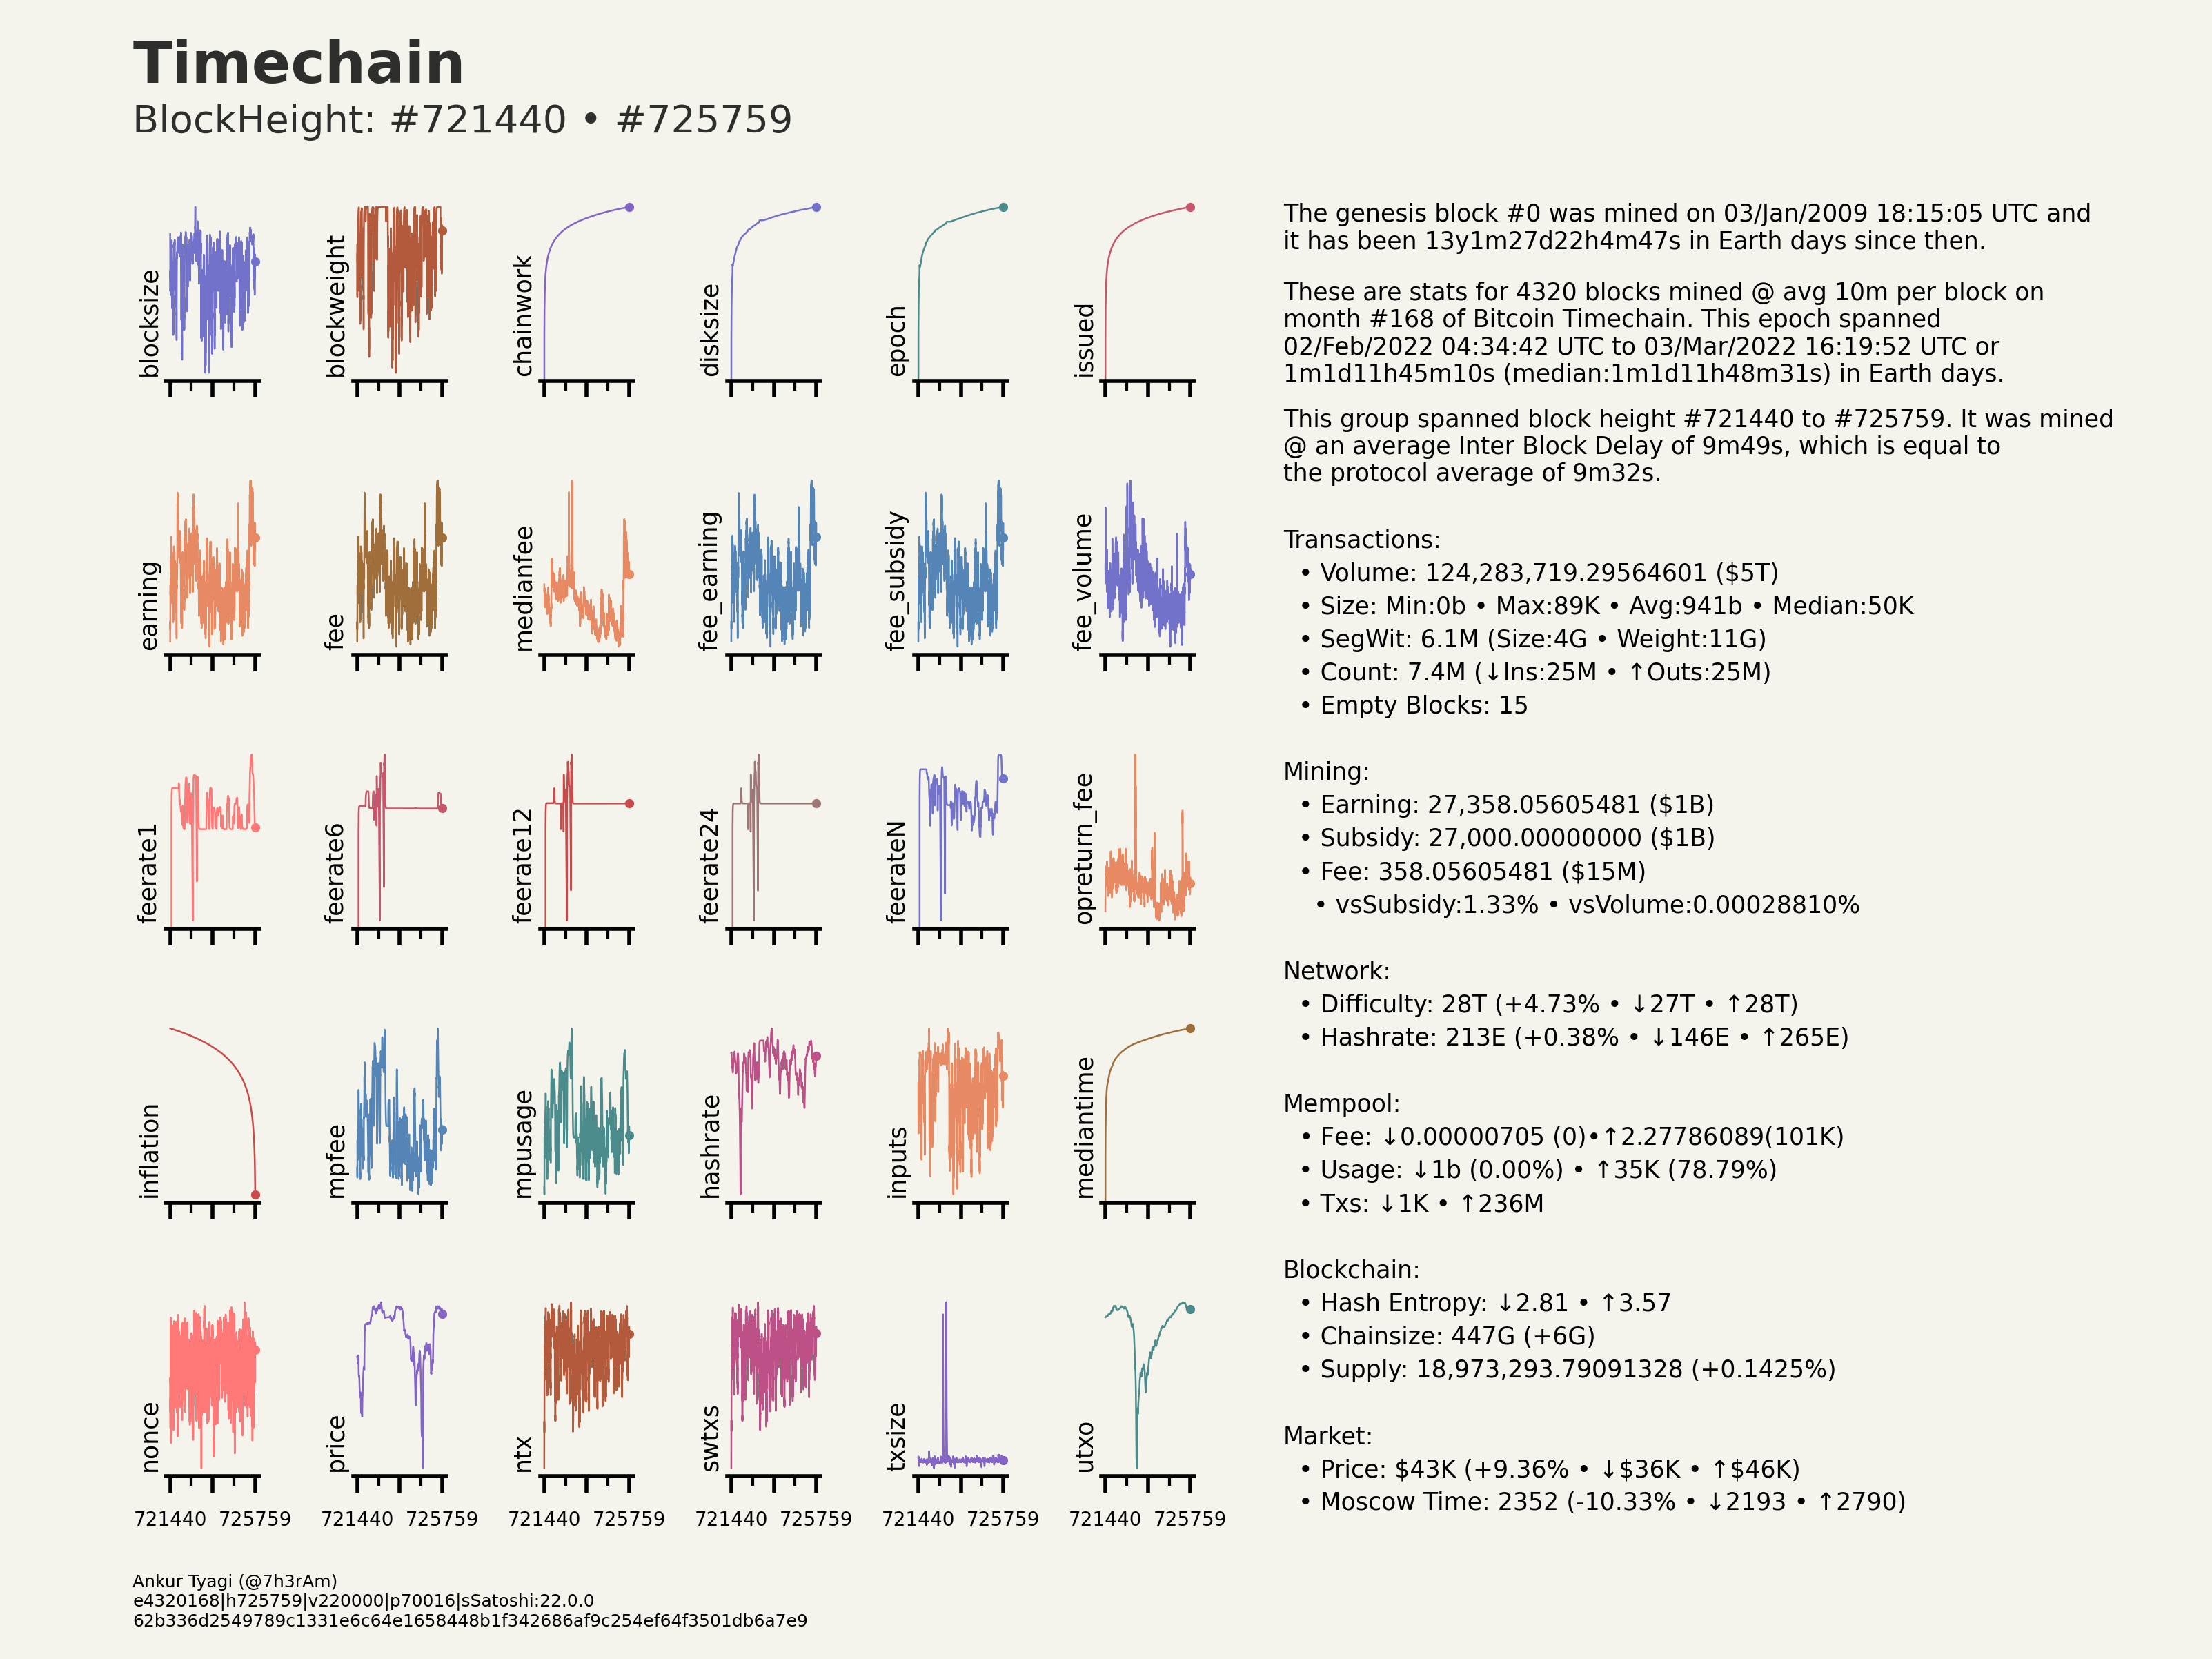 Timechain
BlockHeight: #721440 • #725759
blocksize
blockweight
chainwork
disksize
epoch
issued
earning
fee
medianfee
fee_earning
fee_subsidy
fee_volume
feerate1
feerate6
feerate12
feerate24
feerateN
opreturn_fee
inflation
mpfee
mpusage
hashrate
inputs
mediantime
nonce
price
ntx
swtxs
txsize
utxo
721440 725759 721440 725759 721440 725759 721440 725759 721440 725759 721440 725759
The genesis block #0 was mined on 03/Jan/2009 18:15:05 UTC and
it has been 13y1m27d22h4m47s in Earth days since then.
These are stats for 4320 blocks mined @ avg 10m per block on
month #168 of Bitcoin Timechain. This epoch spanned
02/Feb/2022 04:34:42 UTC to 03/Mar/2022 16:19:52 UTC or
1m1d11h45m10s (median:1m1d11h48m31s) in Earth days.
This group spanned block height #721440 to #725759. It was mined
@ an average Inter Block Delay of 9m49s, which is equal to
the protocol average of 9m32s.
Transactions:
• Volume: 124,283,719.29564601 ($5T)
• Size: Min:0b • Max:89K • Avg:941b • Median:50K
• SegWit: 6.1M (Size:4G • Weight:11G)
• Count: 7.4M (↓Ins:25M • ↑Outs:25M)
• Empty Blocks: 15
Mining:
• Earning: 27,358.05605481 ($1B)
• Subsidy: 27,000.00000000 ($1B)
• Fee: 358.05605481 ($15M)
• vsSubsidy:1.33% • vsVolume:0.00028810%
Network:
• Difficulty: 28T (+4.73% • ↓27T • ↑28T)
• Hashrate: 213E (+0.38% • ↓146E • ↑265E)
Mempool:
• Fee: ↓0.00000705 (0)•↑2.27786089(101K)
• Usage: ↓1b (0.00%) • ↑35K (78.79%)
• Txs: ↓1K • ↑236M
Blockchain:
• Hash Entropy: ↓2.81 • ↑3.57
• Chainsize: 447G (+6G)
• Supply: 18,973,293.79091328 (+0.1425%)
Market:
• Price: $43K (+9.36% • ↓$36K • ↑$46K)
• Moscow Time: 2352 (-10.33% • ↓2193 • ↑2790)
Ankur Tyagi (@7h3rAm)
e4320168|h725759|v220000|p70016|sSatoshi:22.0.0
62b336d2549789c1331e6c64e1658448b1f342686af9c254ef64f3501db6a7e9